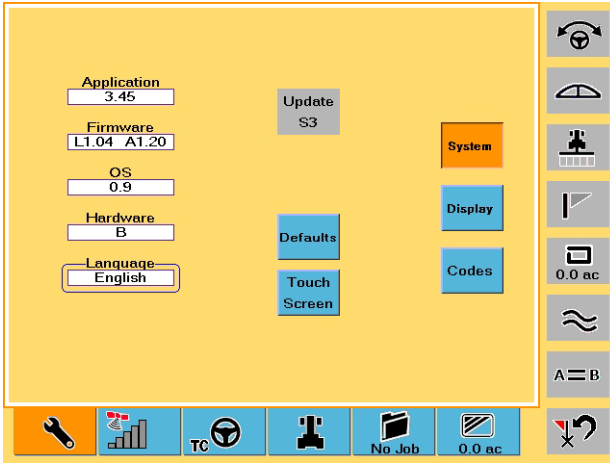 Application
3.45
Firmware
L1.04 A1.20
OS
0.9
Hardware
B
Language
English
Update
S3
Defaults
Touch
Screen
System
Display
Codes
0.0 ac
A=B
TC
No Job
0.0 ac